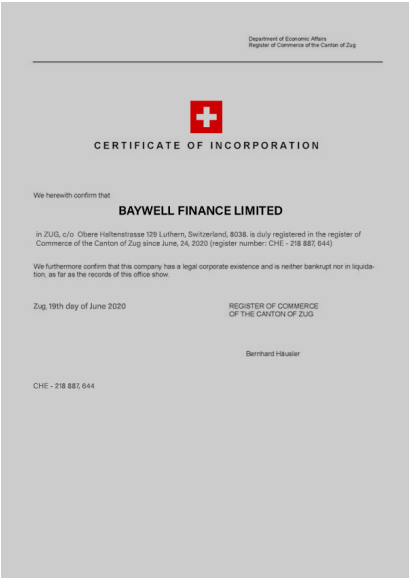 Department of Economic Affairs
Register of Commerce of the Canton of Zug
CERTIFICATE OF INCORPORATION
We herewith confirm that
BAYWELL FINANCE LIMITED
in ZUG, c/o Obere Haltenstrasse 129 Luthern, Switzerland, 8038. is duly registered in the register of
Commerce of the Canton of Zug since June, 24, 2020 (register number: CHE - 218 887, 644)
We furthermore confirm that this company has a legal corporate existence and is neither bankrupt nor in liquida-
tion, as far as the records of this office show.
Zug, 19th day of June 2020
REGISTER OF COMMERCE
OF THE CANTON OF ZUG
Bernhard Häusler
CHE - 218 887, 644